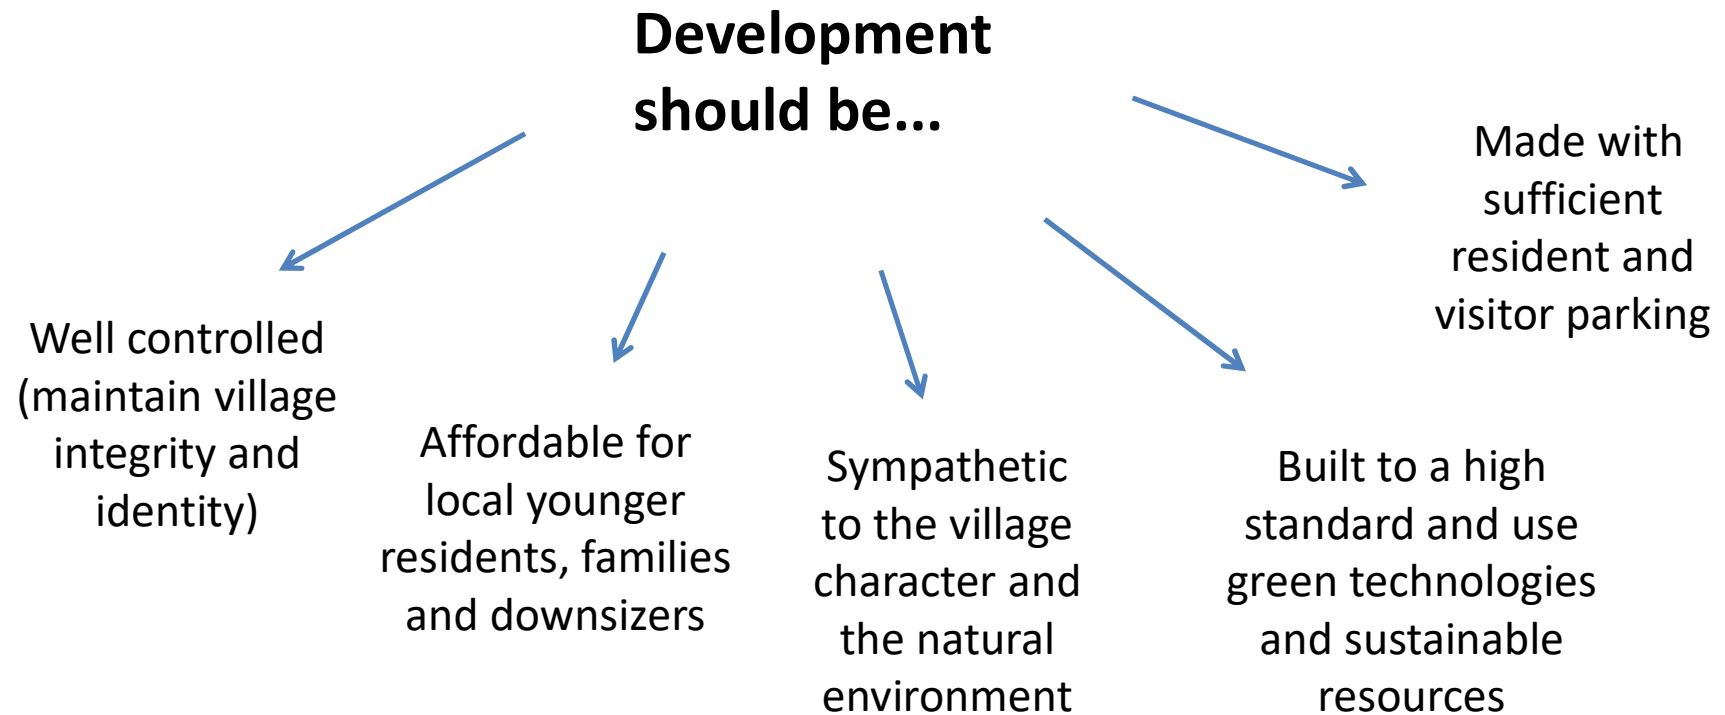 Development
should be...
Well controlled
(maintain village
integrity and
identity)
Affordable for
local younger
residents, families
and downsizers
Sympathetic
to the village
character and
the natural
environment
Built to a high
standard and use
green technologies
and sustainable
resources
Made with
sufficient
resident and
visitor parking